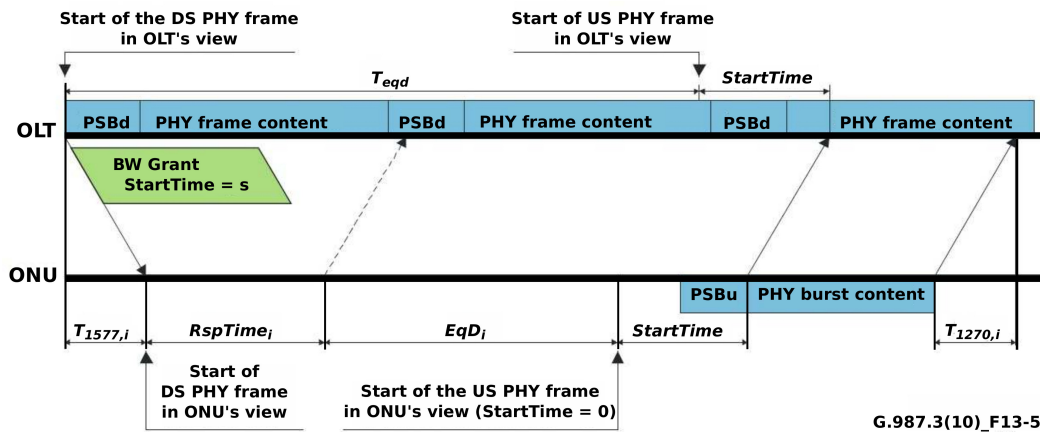 Start of the DS PHY frame
in OLT's view
Start of US PHY frame
in OLT's view
Teqd
StartTime
OLT
PSBd
PHY frame content
PSBd
PHY frame content
PSBd
PHY frame content
BW Grant
StartTime = s
ONU
PSBu
PHY burst content
T1577,i
RspTimei
EqDi
StartTime
T1270,i
Start of
DS PHY frame
in ONU's view
Start of the US PHY frame
in ONU's view (StartTime = 0)
G.987.3(10)_F13-5